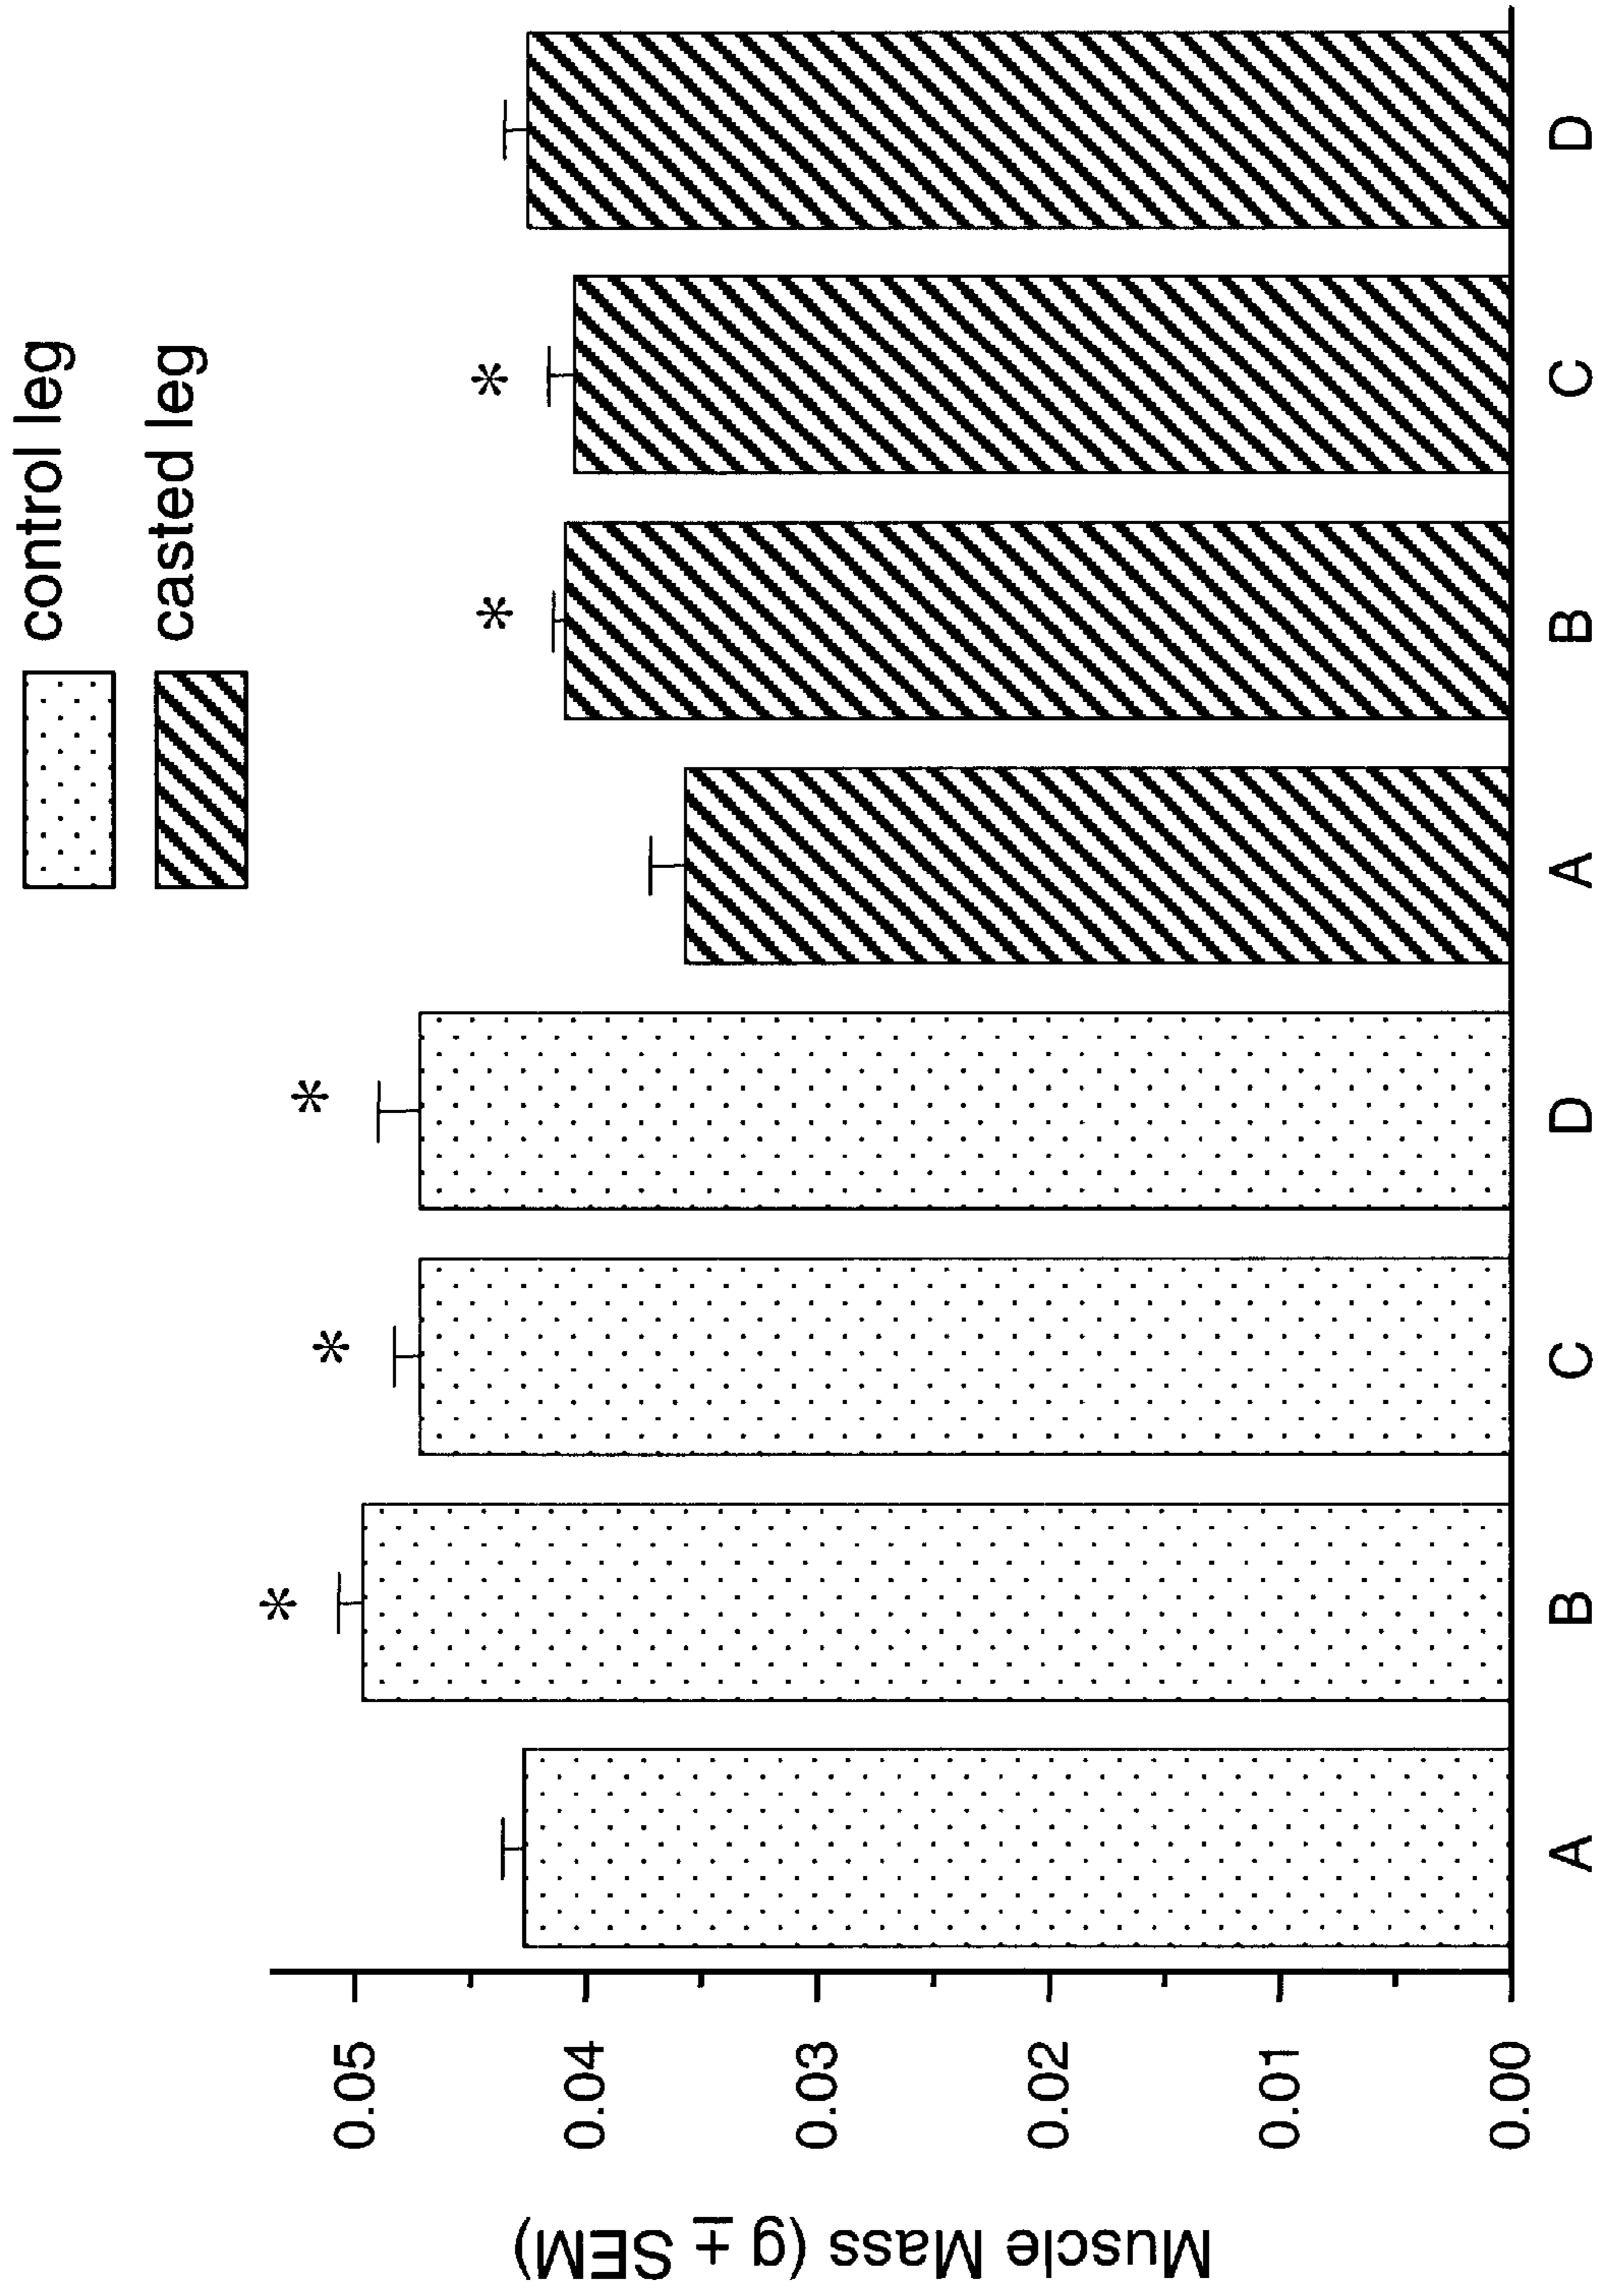 control leg
casted leg
*
*
*
*
*
Muscle Mass (g ± SEM)
0.05
0.04
0.03
0.02
0.01
0.00
A B C D A B C D